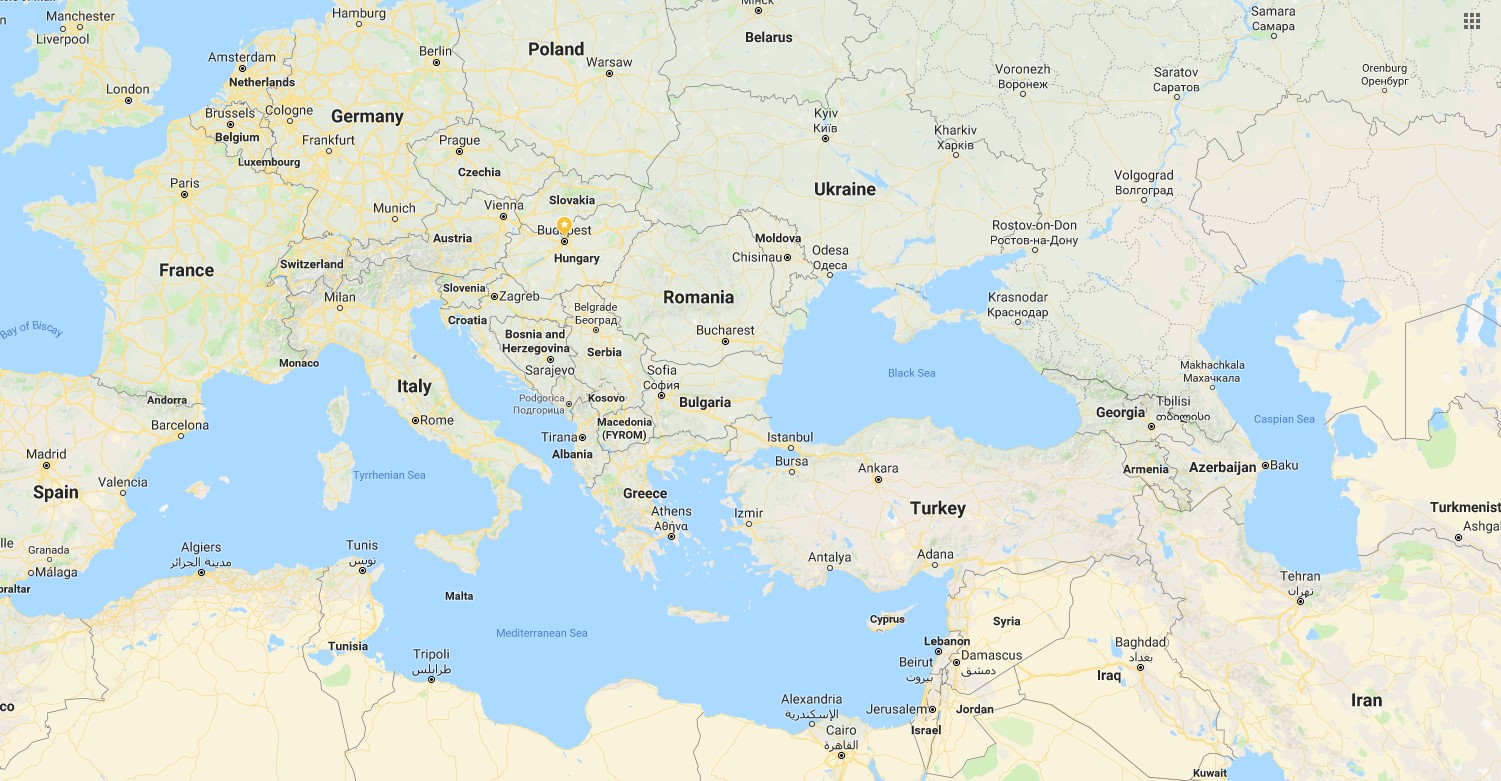 Manchester
Liverpool
London
Hamburg
Amsterdam
Netherlands
Berlin
Poland
Warsaw
Мінск
Belarus
Samara
Самара
Voronezh
Воронеж
Saratov
Саратов
Orenburg
Оренбург
Brussels
Belgium
Cologne
Germany
Frankfurt
Luxembourg
Prague
Czechia
Kyiv
Київ
Kharkiv
Харків
Ukraine
Volgograd
Волгоград
Paris
Munich
Vienna
Slovakia
Budapest
Hungary
Austria
Switzerland
France
Moldova
Chisinau
Odesa
Одеса
Rostov-on-Don
Ростов-на-Дону
Milan
Slovenia
Zagreb
Croatia
Romania
Bucharest
Belgrade
Београд
Krasnodar
Краснодар
Bay of Biscay
Monaco
Bosnia and
Herzegovina
Sarajevo
Serbia
Sofia
София
Black Sea
Makhachkala
Махачкала
Andorra
Barcelona
Italy
Rome
Podgorica
Подгорица
Kosovo
Bulgaria
Macedonia
(FYROM)
Georgia
Tbilisi
თბილისი
Caspian Sea
Madrid
Spain
Valencia
Tyrrhenian Sea
Tirana
Albania
Istanbul
Bursa
Ankara
Turkey
Armenia
Azerbaijan
Baku
Greece
Athens
Αθήνα
Izmir
Turkmenist
Ashga
lle
Granada
Málaga
oraltar
Algiers
مدينة الجزائر
Tunis
تونس
Antalya
Adana
Tehran
تهران
Malta
Mediterranean Sea
Cyprus
Syria
Tunisia
Tripoli
طرابلس
Lebanon
Beirut
بيروت
Damascus
دمشق
Baghdad
بغداد
Iraq
Iran
co
Alexandria
الإسكندرية
Jerusalem
Jordan
Israel
Cairo
القاهرة
Kuwait